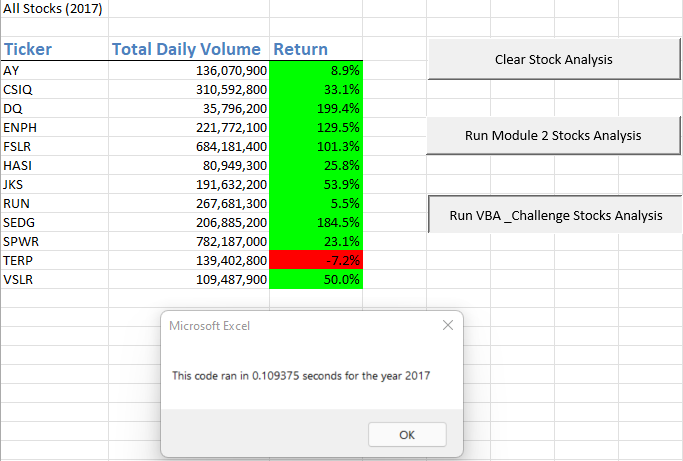 All Stocks (2017)
Ticker Total Daily Volume Return
AY 136,070,900 8.9%
CSIQ 310,592,800 33.1%
DQ 35,796,200 199.4%
ENPH 221,772,100 129.5%
FSLR 684,181,400 101.3%
HASI 80,949,300 25.8%
JKS 191,632,200 53.9%
RUN 267,681,300 5.5%
SEDG 206,885,200 184.5%
SPWR 782,187,000 23.1%
TERP 139,402,800 -7.2%
VSLR 109,487,900 50.0%
Clear Stock Analysis
Run Module 2 Stocks Analysis
Run VBA _Challenge Stocks Analysis
Microsoft Excel
This code ran in 0.109375 seconds for the year 2017
OK